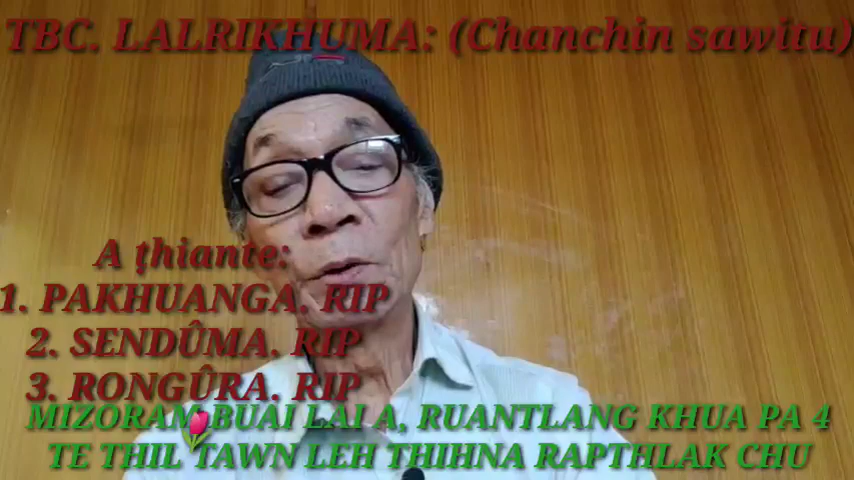 TBC. LALRIKHUMA: (Chanchin sawitu)
A ṭhiante:
1. PAKHUANGA. RIP
2. SENDÛMA. RIP
3. RONGÛRA. RIP
MIZORAM BUAI LAI A, RUANTLANG KHUA PA 4
TE THIL TAWN LEH THIHNA RAPTHLAK CHU